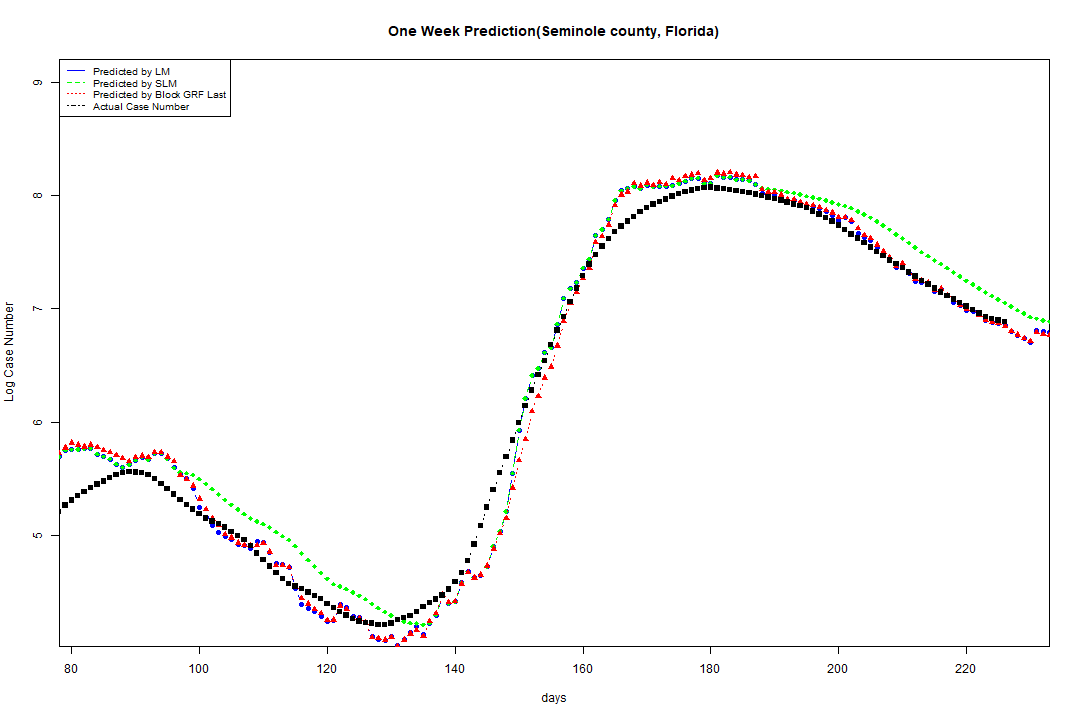 One Week Prediction(Seminole county, Florida)
Predicted by LM
Predicted by SLM
Predicted by Block GRF Last
Actual Case Number
9
8
7
6
5
Log Case Number
80 100 120 140 160 180 200 220
days